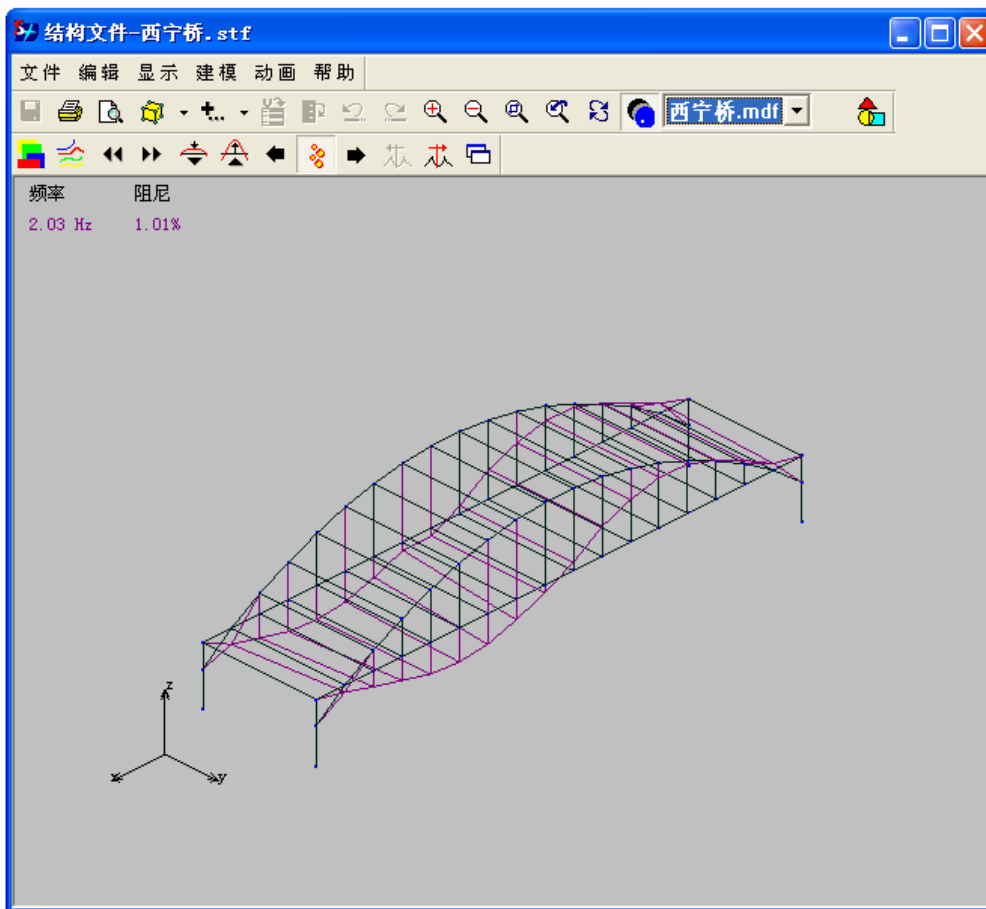 结构文件-西宁桥.stf
文件 编辑 显示 建模 动画 帮助
西宁桥.mdf
频率 阻尼
2.03 Hz 1.01%
z
x y